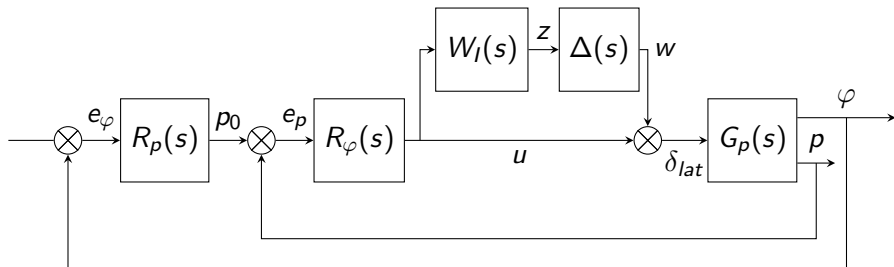 W_I(s)
z
Δ(s)
w
e_φ
R_p(s)
p_0
e_p
R_φ(s)
u
δ_lat
G_p(s)
φ
p